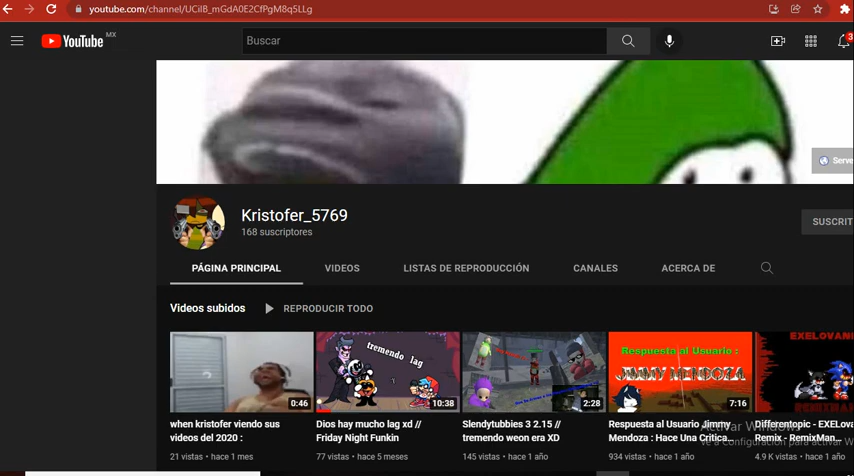 youtube.com/channel/UCiIB_mGdA0E2CfPgM8q5LLg
YouTube MX
Buscar
3
Serve
Kristofer_5769
168 suscriptores
SUSCRIT
PÁGINA PRINCIPAL VIDEOS LISTAS DE REPRODUCCIÓN CANALES ACERCA DE
Videos subidos REPRODUCIR TODO
0:46
tremendo lag
10:38
2:28
Respuesta al Usuario :
JIMMY MENDOZA
7:16
EXELOVANI
when kristofer viendo sus
videos del 2020 :
21 vistas • hace 1 mes
Dios hay mucho lag xd //
Friday Night Funkin
77 vistas • hace 5 meses
Slendytubbies 3 2.15 //
tremendo weon era XD
145 vistas • hace 1 año
Respuesta al Usuario Jimmy
Mendoza : Hace Una Critica...
934 vistas • hace 1 año
Differentopic - EXELova
Remix - RemixMan...
4.9 K vistas • hace 1 año
Activar Windows
Ve a Configuración para activar W